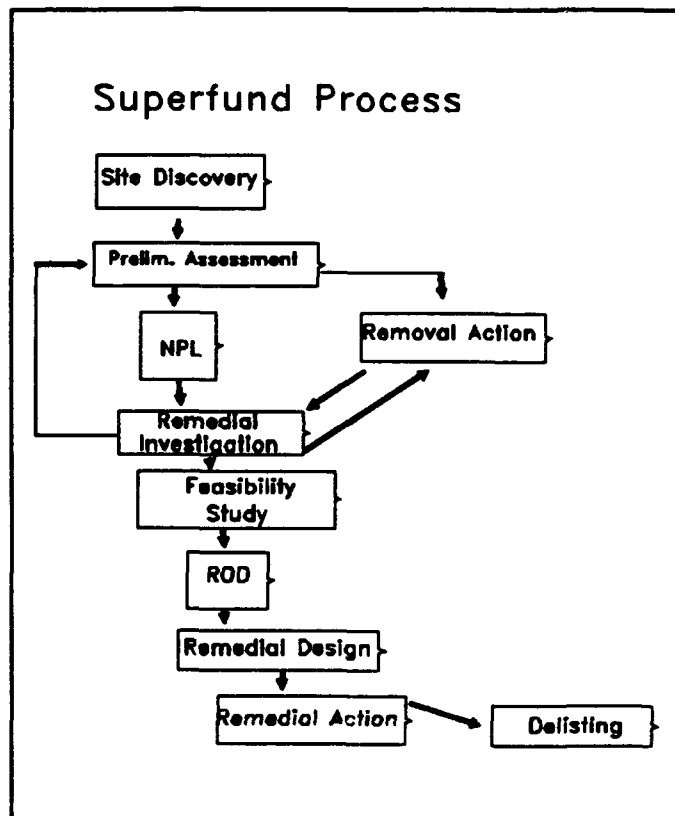 Superfund Process
Site Discovery
Prelim. Assessment
NPL
Removal Action
Remedial
Investigation
Feasibility
Study
ROD
Remedial Design
Remedial Action
Delisting